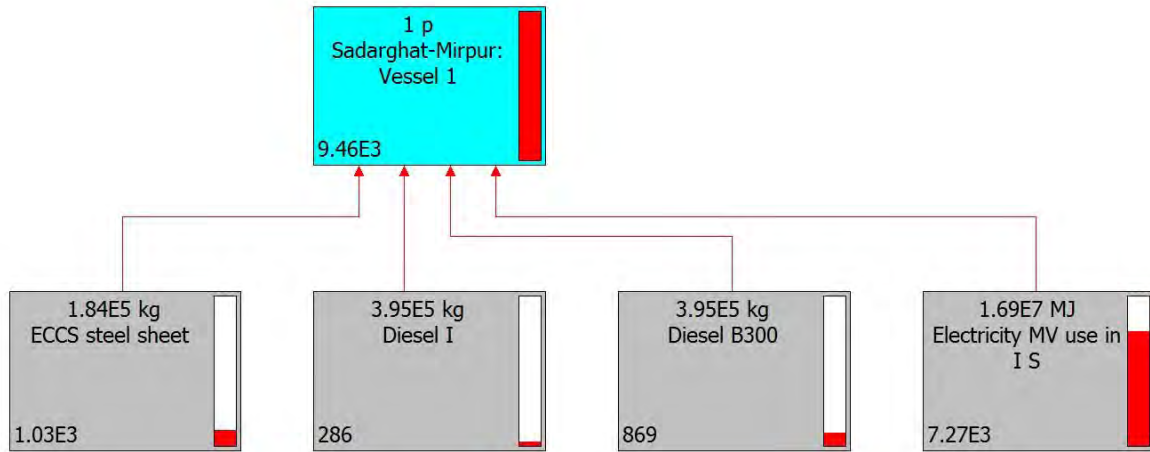 1 p
Sadarghat-Mirpur:
Vessel 1
9.46E3
1.84E5 kg
ECCS steel sheet
1.03E3
3.95E5 kg
Diesel I
286
3.95E5 kg
Diesel B300
869
1.69E7 MJ
Electricity MV use in
I S
7.27E3